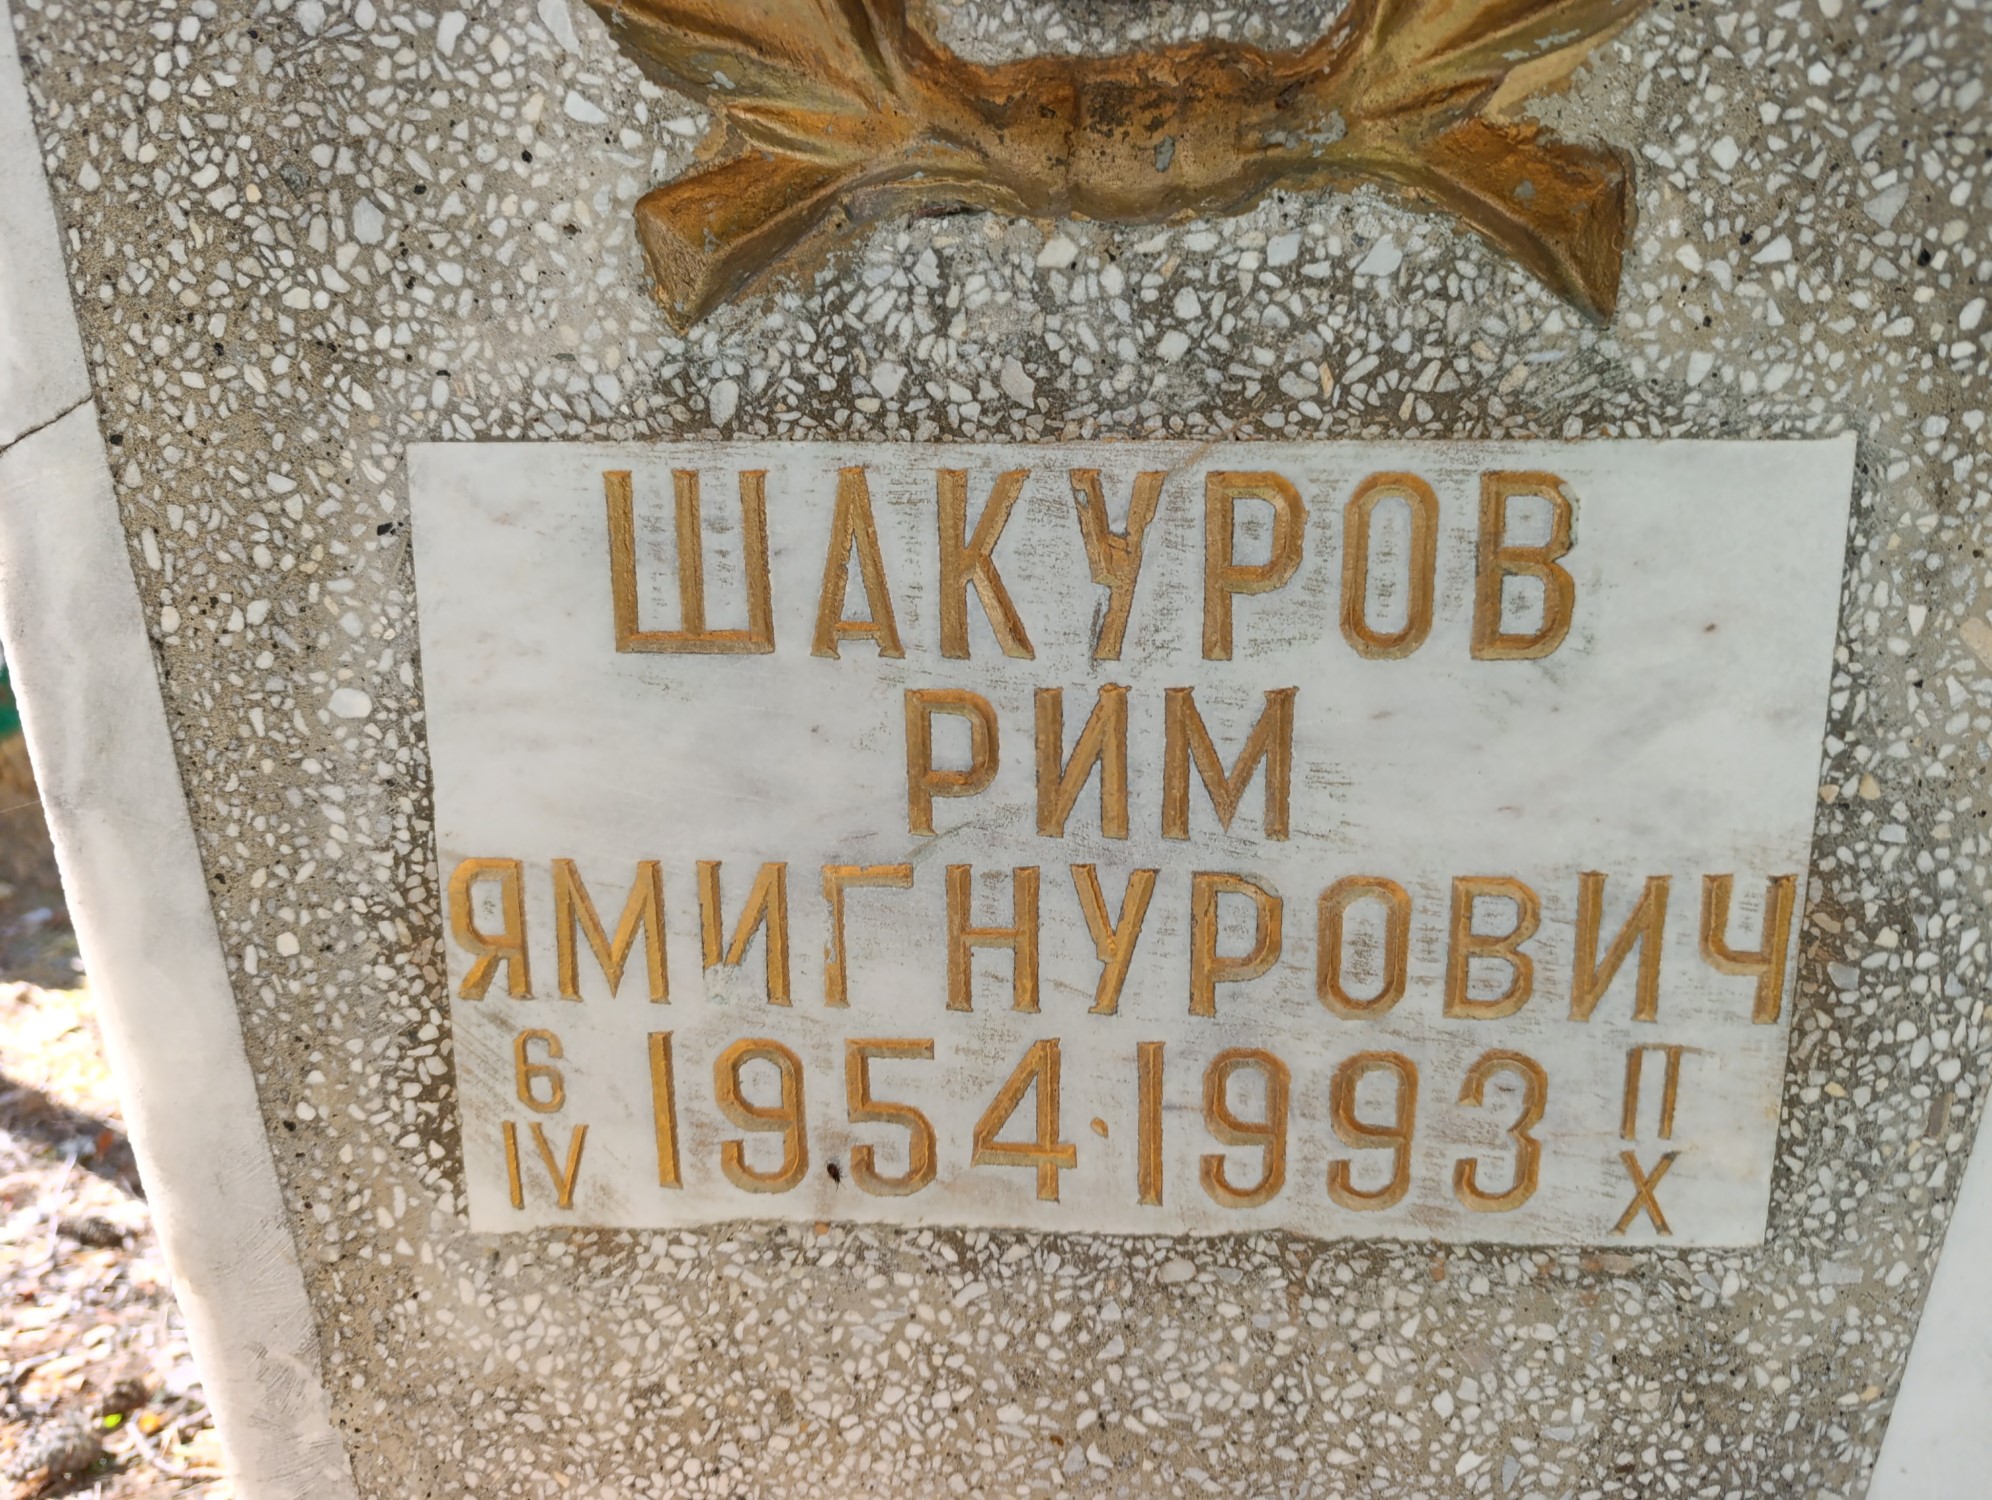 ШАКУРОВ
РИМ
ЯМИГНУРОВИЧ
6 IV 1954·1993 11 X